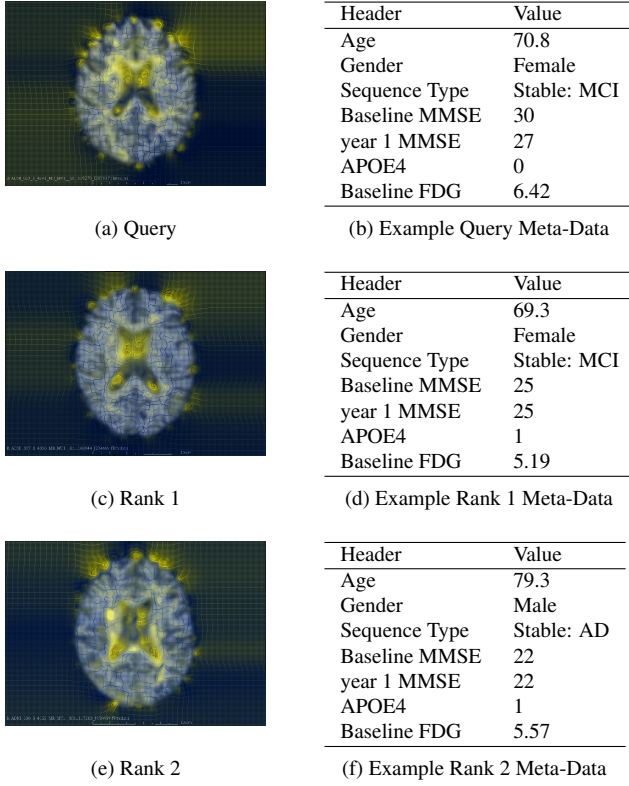 Header Value
Age 70.8
Gender Female
Sequence Type Stable: MCI
Baseline MMSE 30
year 1 MMSE 27
APOE4 0
Baseline FDG 6.42
(a) Query
(b) Example Query Meta-Data
Header Value
Age 69.3
Gender Female
Sequence Type Stable: MCI
Baseline MMSE 25
year 1 MMSE 25
APOE4 1
Baseline FDG 5.19
(c) Rank 1
(d) Example Rank 1 Meta-Data
Header Value
Age 79.3
Gender Male
Sequence Type Stable: AD
Baseline MMSE 22
year 1 MMSE 22
APOE4 1
Baseline FDG 5.57
(e) Rank 2
(f) Example Rank 2 Meta-Data